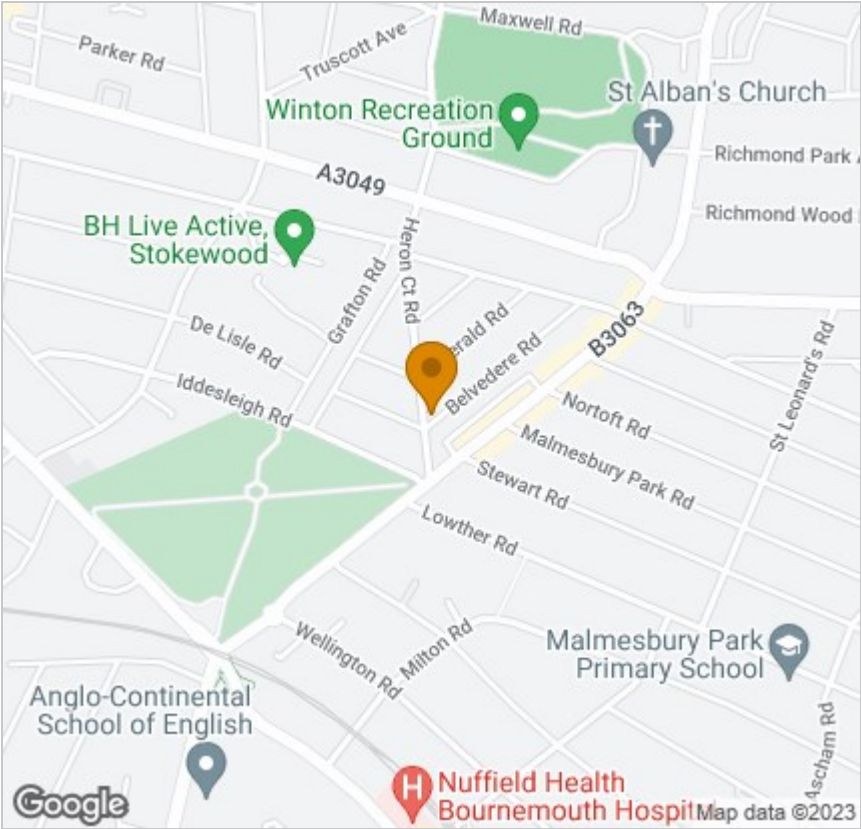 Maxwell Rd
Parker Rd
Truscott Ave
St Alban's Church
Winton Recreation
Ground
Richmond Park
A3049
Richmond Wood
BH Live Active,
Stokewood
Heron Ct Rd
Grafton Rd
De Lisle Rd
erald Rd
B3063
Belvedere Rd
St Leonard's Rd
Iddesleigh Rd
Nortoft Rd
Malmesbury Park Rd
Stewart Rd
Lowther Rd
Wellington Rd
Milton Rd
Malmesbury Park
Primary School
Anglo-Continental
School of English
Ascham Rd
H
Nuffield Health
Bournemouth Hospit
Google
Map data ©2023